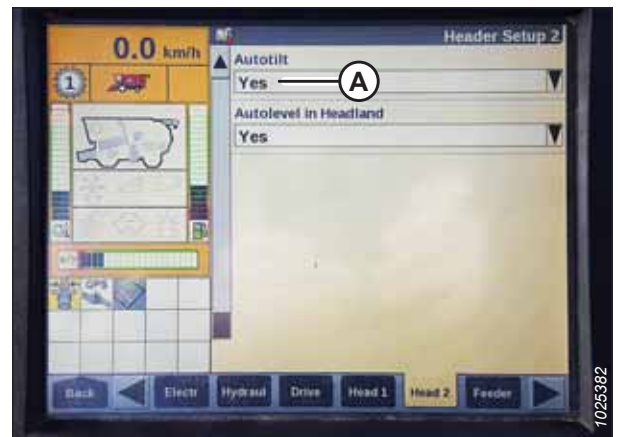 0.0 km/h
Header Setup 2
Autotilt
Yes
A
Autolevel in Headland
Yes
1
GPS
Back
Electr
Hydraul
Drive
Head 1
Head 2
Feeder
1025382